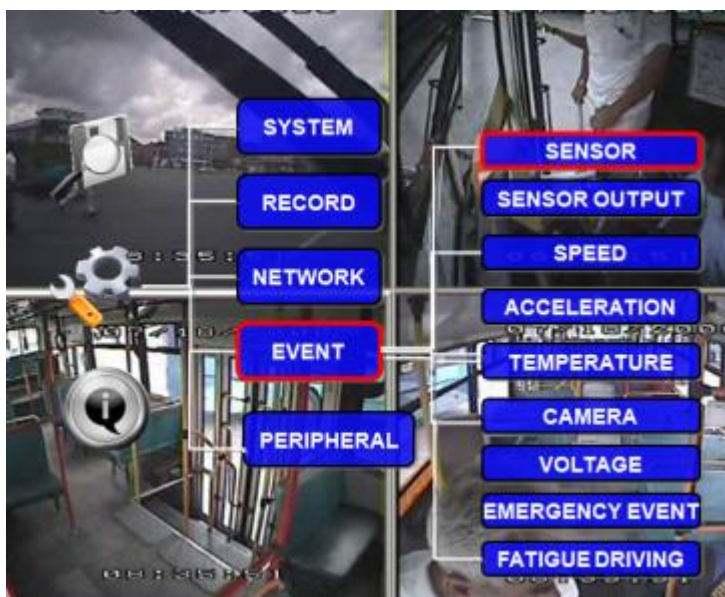 SYSTEM
RECORD
NETWORK
EVENT
PERIPHERAL
SENSOR
SENSOR OUTPUT
SPEED
ACCELERATION
TEMPERATURE
CAMERA
VOLTAGE
EMERGENCY EVENT
FATIGUE DRIVING